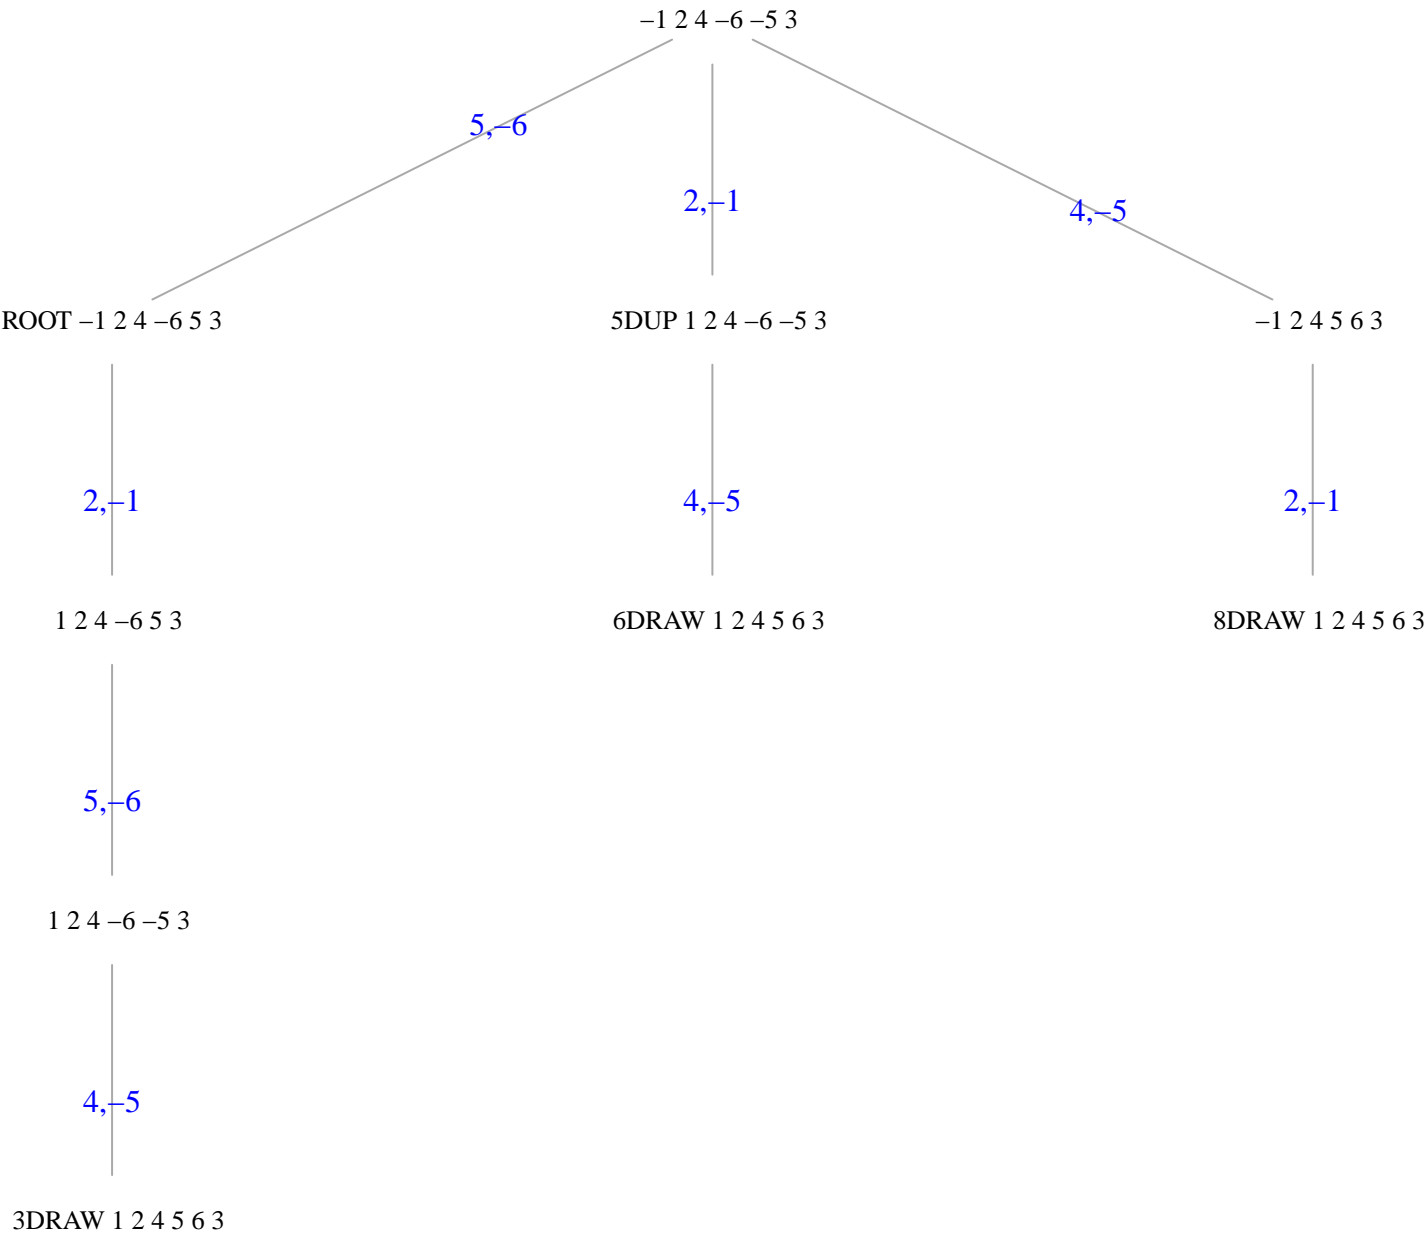 –1 2 4 –6 –5 3
5,–6
2,–1
4,–5
ROOT –1 2 4 –6 5 3
5DUP 1 2 4 –6 –5 3
–1 2 4 5 6 3
2,–1
4,–5
2,–1
1 2 4 –6 5 3
6DRAW 1 2 4 5 6 3
8DRAW 1 2 4 5 6 3
5,–6
1 2 4 –6 –5 3
4,–5
3DRAW 1 2 4 5 6 3